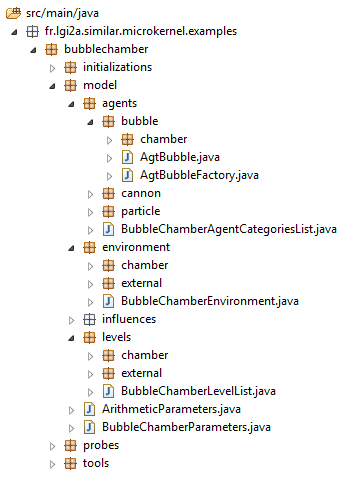 src/main/java
fr.lgi2a.similar.microkernel.examples
bubblechamber
initializations
model
agents
bubble
chamber
AgtBubble.java
AgtBubbleFactory.java
cannon
particle
BubbleChamberAgentCategoriesList.java
environment
chamber
external
BubbleChamberEnvironment.java
influences
levels
chamber
external
BubbleChamberLevelList.java
ArithmeticParameters.java
BubbleChamberParameters.java
probes
tools